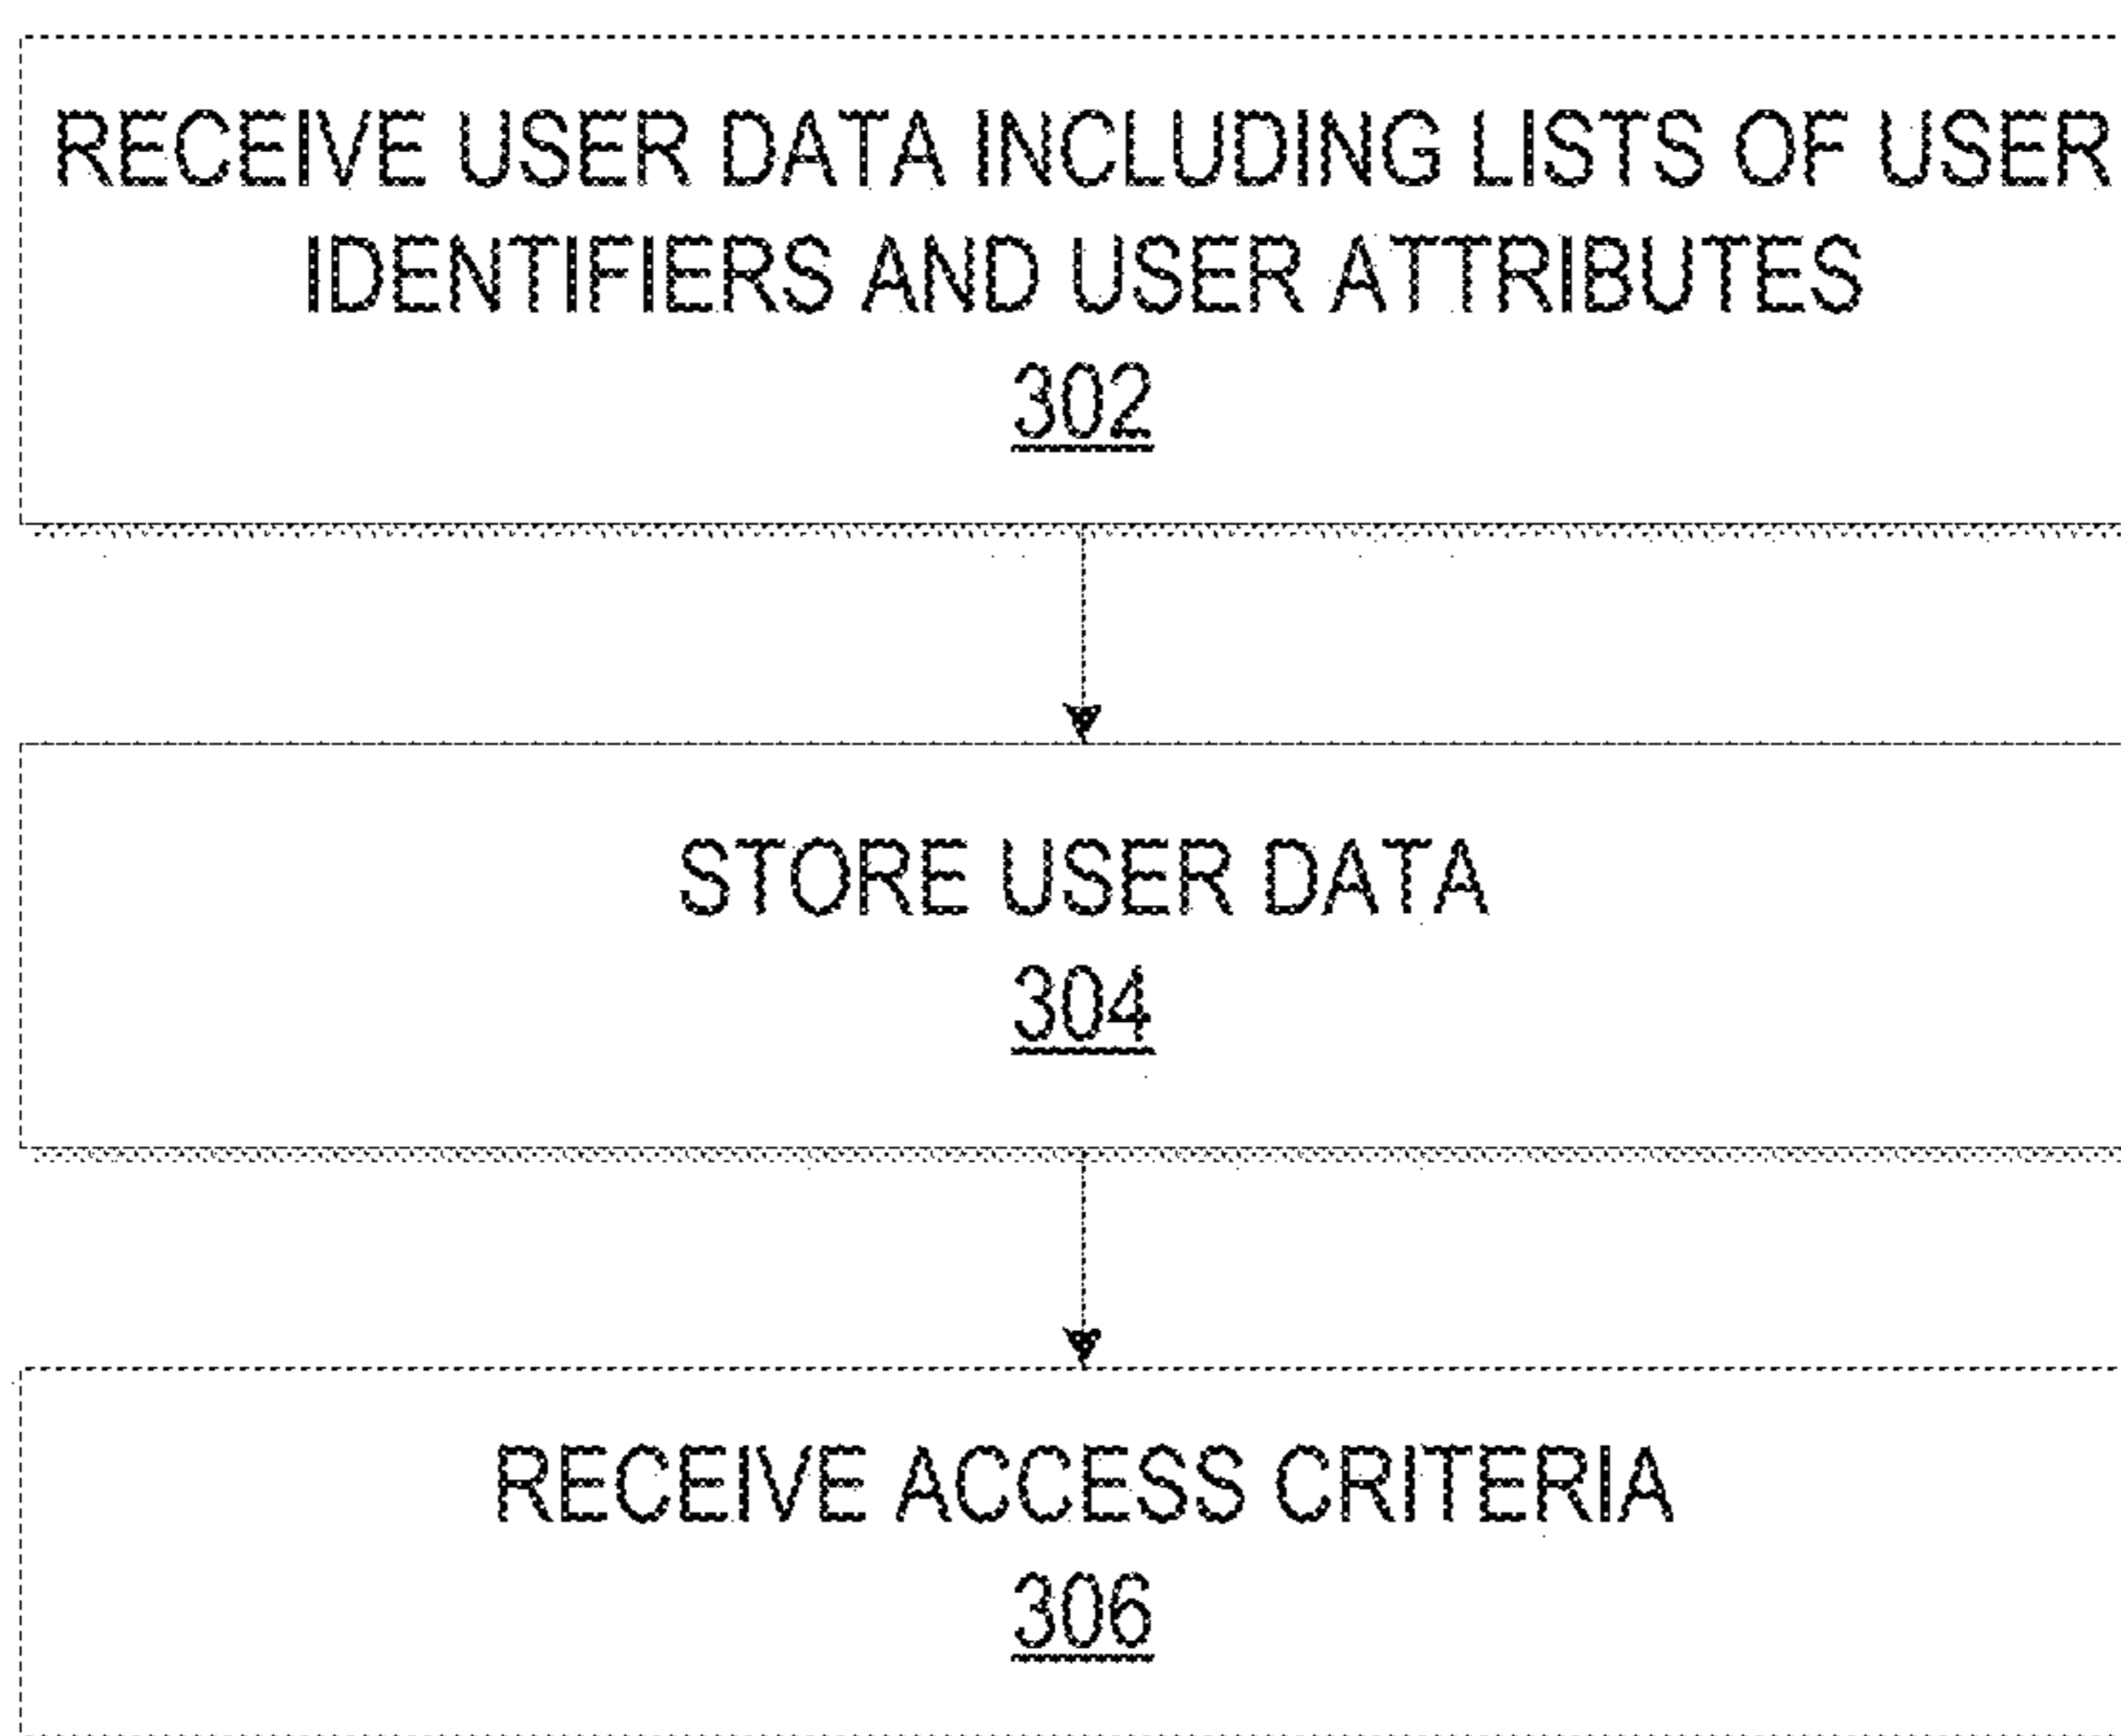 RECEIVE USER DATA INCLUDING LISTS OF USER
IDENTIFIERS AND USER ATTRIBUTES
302
STORE USER DATA
304
RECEIVE ACCESS CRITERIA
306